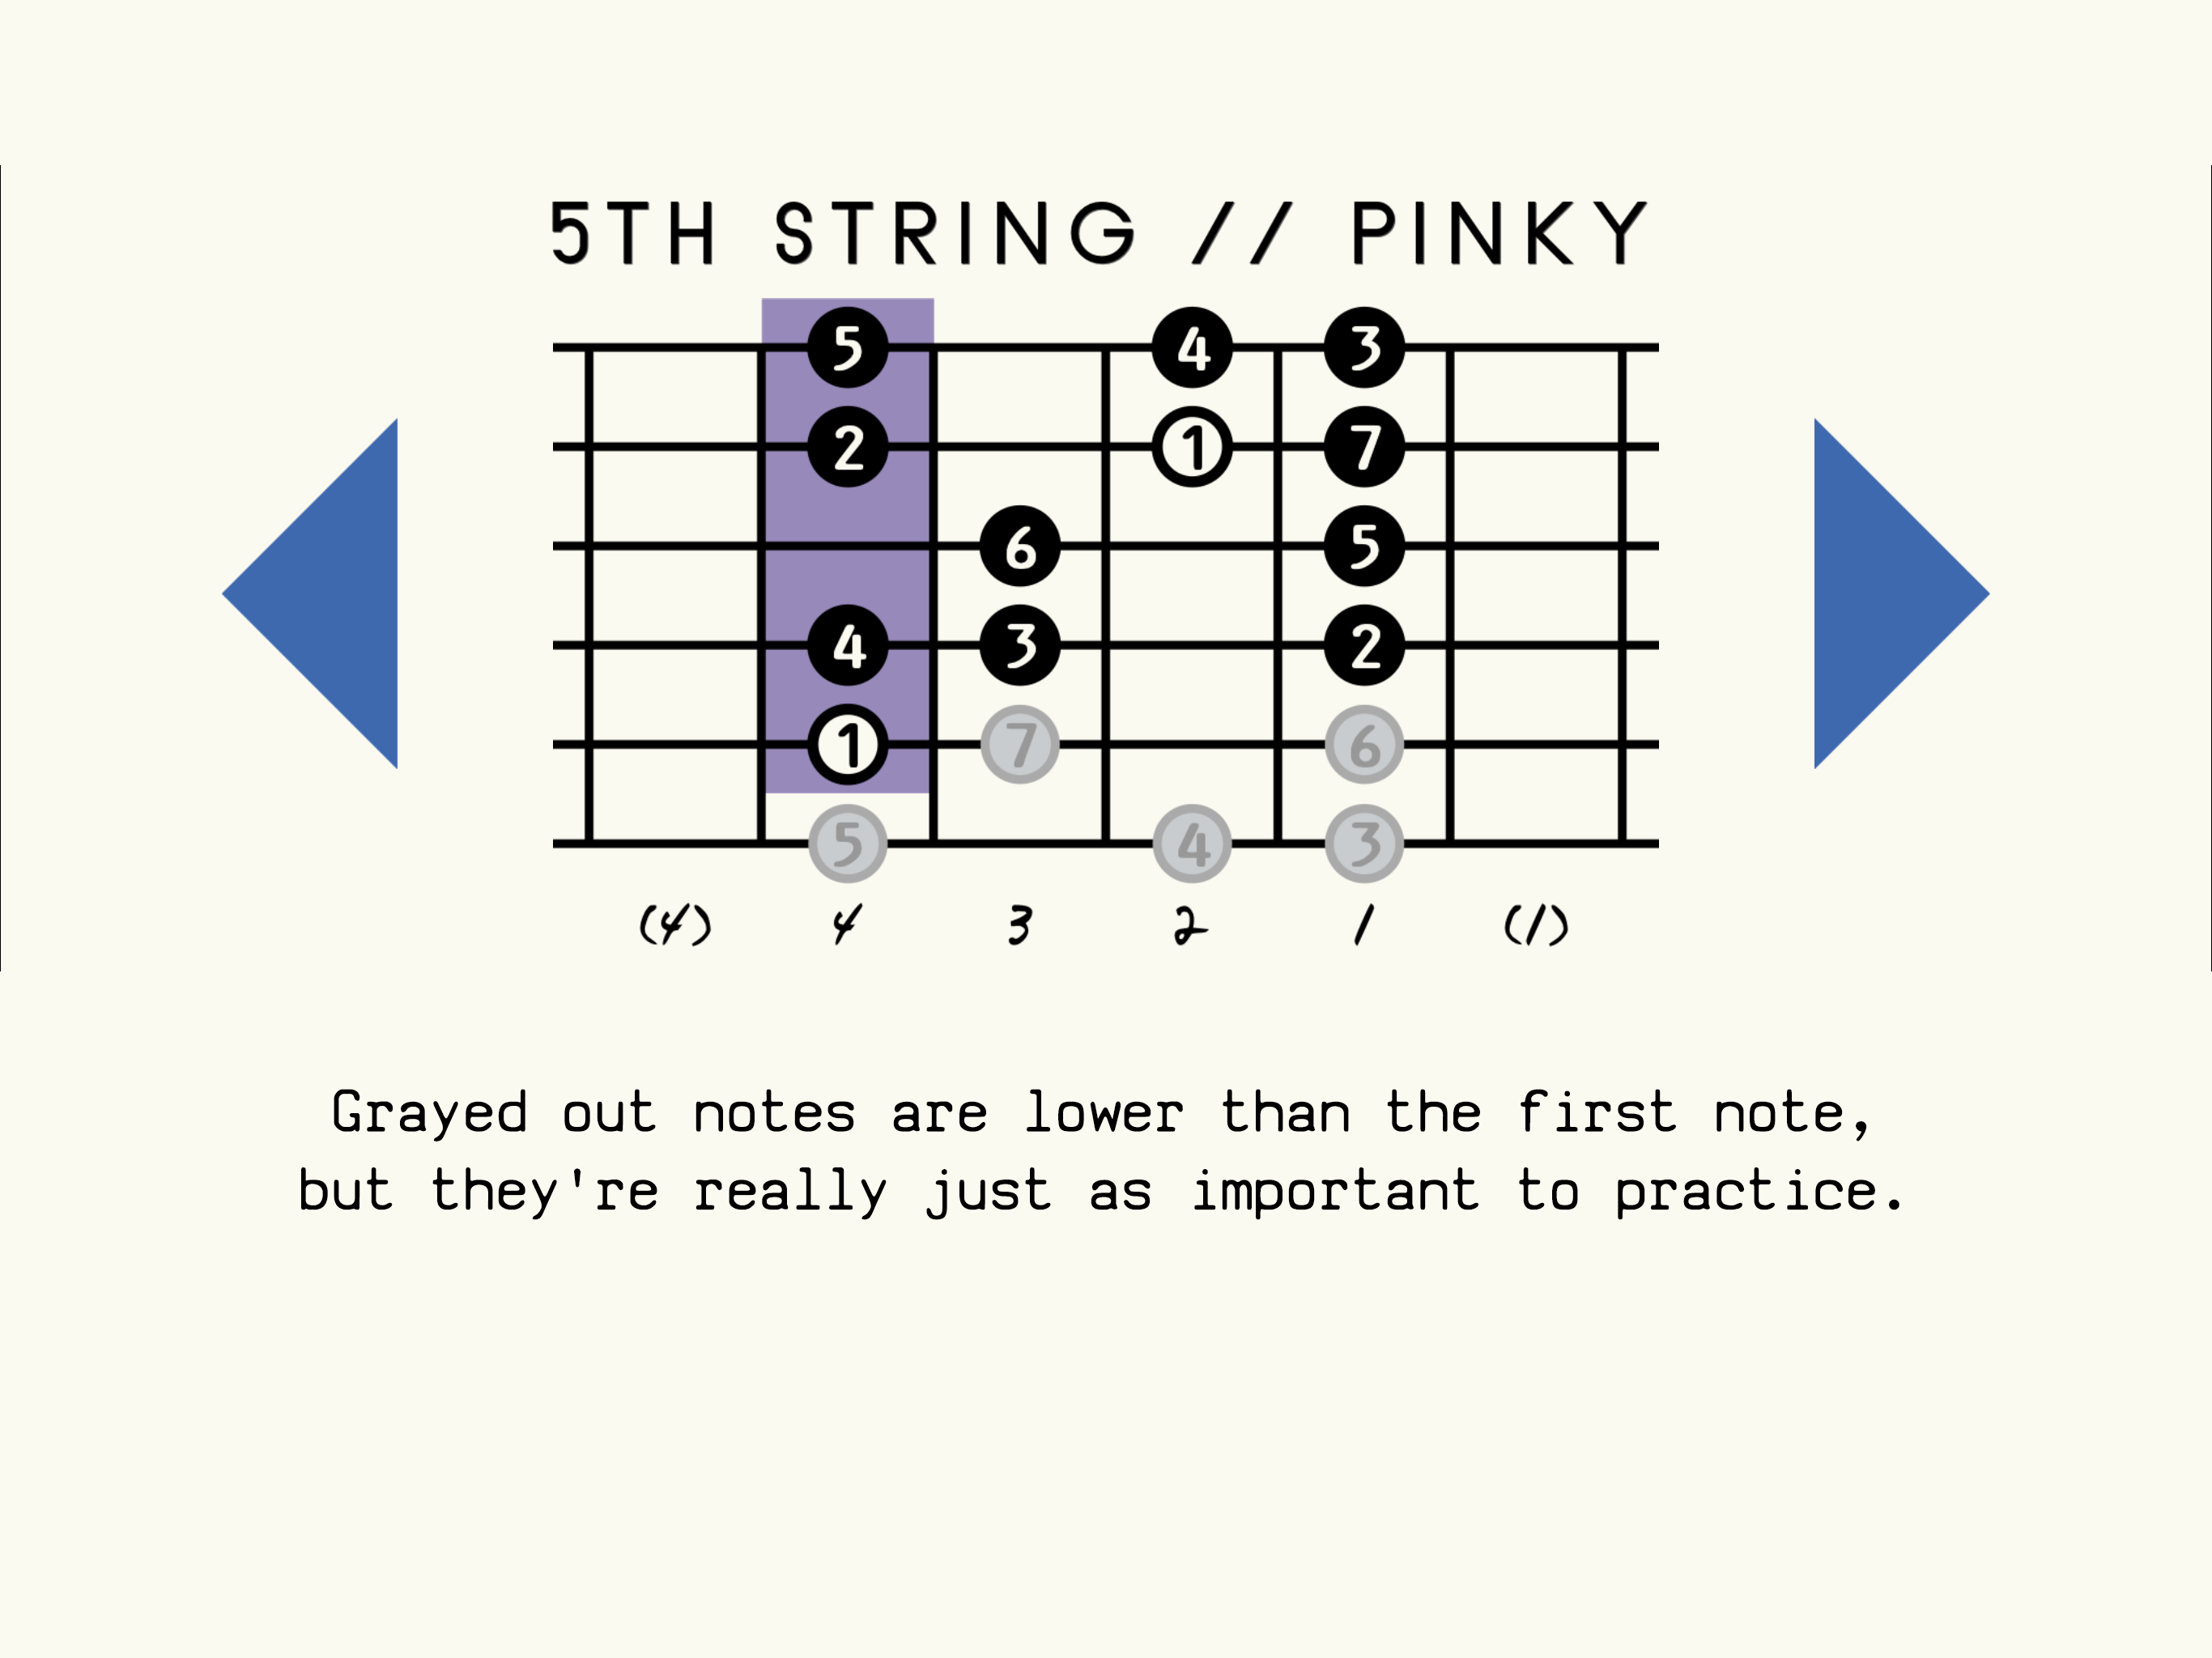 5TH STRING // PINKY
5 4 3
2 1 7
6 5
4 3 2
1 7 6
5 4 3
(4) 4 3 2 1 (1)
Grayed out notes are lower than the first note,
but they're really just as important to practice.